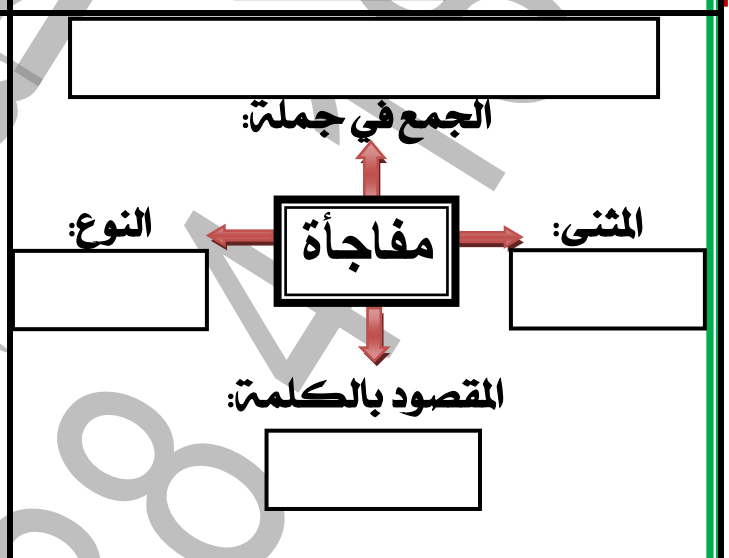 الجمع في جملة:
المثنى:
مفاجأة
النوع:
المقصود بالكلمة: